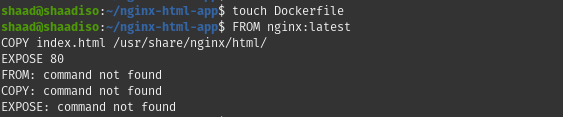 shaad@shaadiso:~/nginx-html-app$ touch Dockerfile
shaad@shaadiso:~/nginx-html-app$ FROM nginx:latest
COPY index.html /usr/share/nginx/html/
EXPOSE 80
FROM: command not found
COPY: command not found
EXPOSE: command not found